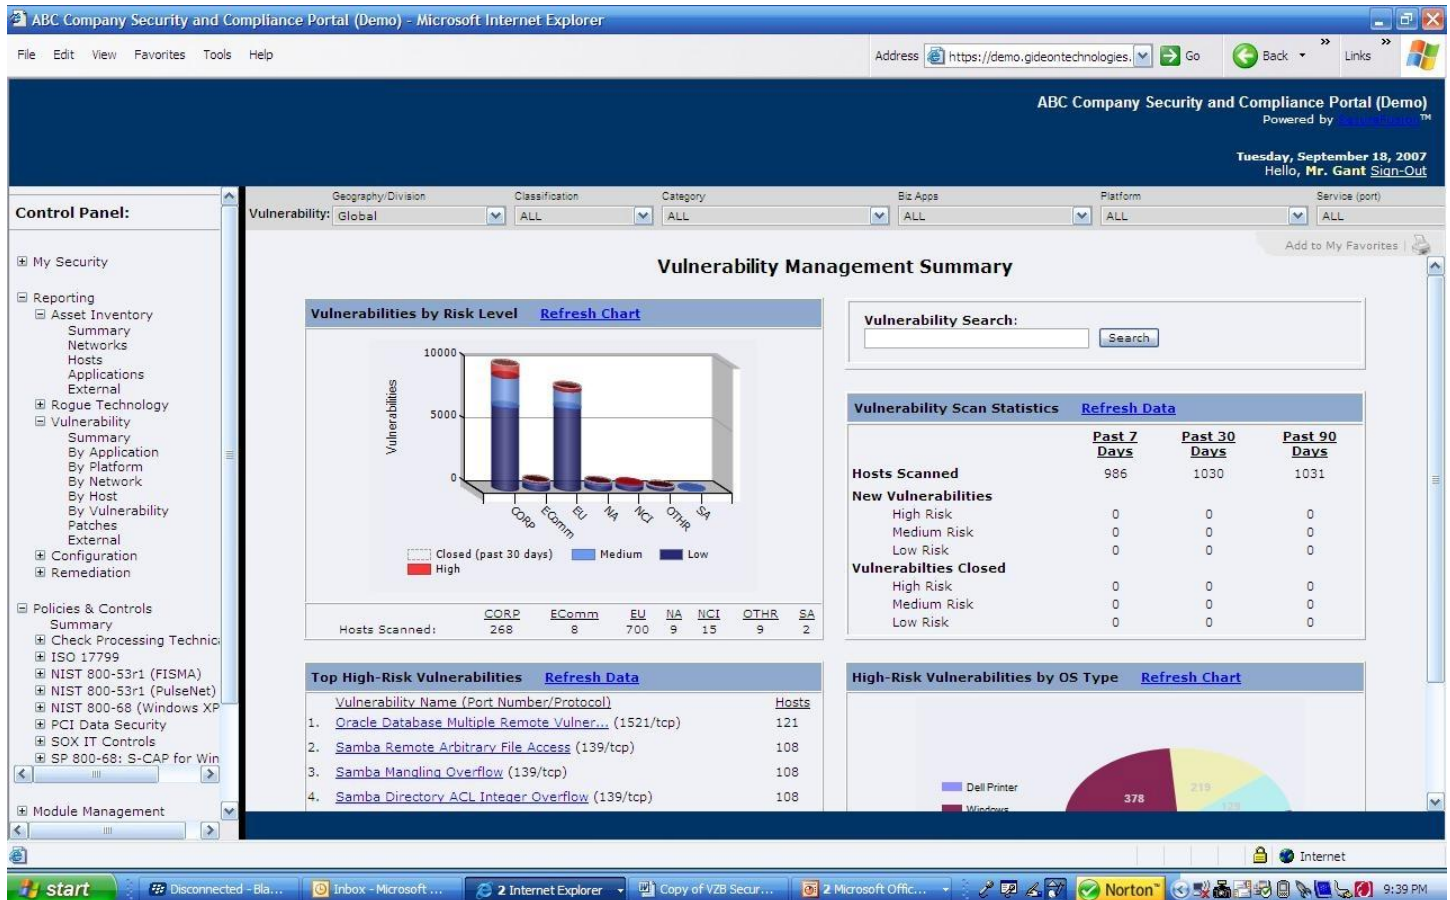 ABC Company Security and Compliance Portal (Demo) - Microsoft Internet Explorer
File Edit View Favorites Tools Help
Address https://demo.gideontechnologies. Go Back Links
ABC Company Security and Compliance Portal (Demo)
Powered by ™
Tuesday, September 18, 2007
Hello, Mr. Gant Sign-Out
Control Panel:
My Security
Reporting
Asset Inventory
Summary
Networks
Hosts
Applications
External
Rogue Technology
Vulnerability
Summary
By Application
By Platform
By Network
By Host
By Vulnerability
Patches
External
Configuration
Remediation
Policies & Controls
Summary
Check Processing Technic
ISO 17799
NIST 800-53r1 (FISMA)
NIST 800-53r1 (PulseNet)
NIST 800-68 (Windows XP
PCI Data Security
SOX IT Controls
SP 800-68: S-CAP for Win
Module Management
Geography/Division Classification Category Biz Apps Platform Service (port)
Vulnerability: Global ALL ALL ALL ALL ALL
Add to My Favorites |
Vulnerability Management Summary
Vulnerabilities by Risk Level Refresh Chart
10000
5000
0
Vulnerabilities
CORP EComm EU NA NCI OTHR SA
Closed (past 30 days) Medium Low
High
CORP EComm EU NA NCI OTHR SA
Hosts Scanned: 268 8 700 9 15 9 2
Vulnerability Search:
Search
Vulnerability Scan Statistics Refresh Data
Past 7 Days Past 30 Days Past 90 Days
Hosts Scanned 986 1030 1031
New Vulnerabilities
High Risk 0 0 0
Medium Risk 0 0 0
Low Risk 0 0 0
Vulnerabilties Closed
High Risk 0 0 0
Medium Risk 0 0 0
Low Risk 0 0 0
Top High-Risk Vulnerabilities Refresh Data
Vulnerability Name (Port Number/Protocol) Hosts
1. Oracle Database Multiple Remote Vulner... (1521/tcp) 121
2. Samba Remote Arbitrary File Access (139/tcp) 108
3. Samba Mangling Overflow (139/tcp) 108
4. Samba Directory ACL Integer Overflow (139/tcp) 108
High-Risk Vulnerabilities by OS Type Refresh Chart
Dell Printer
Windows
378
219
129
Internet
start Disconnected - Bla... Inbox - Microsoft ... 2 Internet Explorer Copy of VZB Secur... 2 Microsoft Offic... Norton™ 9:39 PM